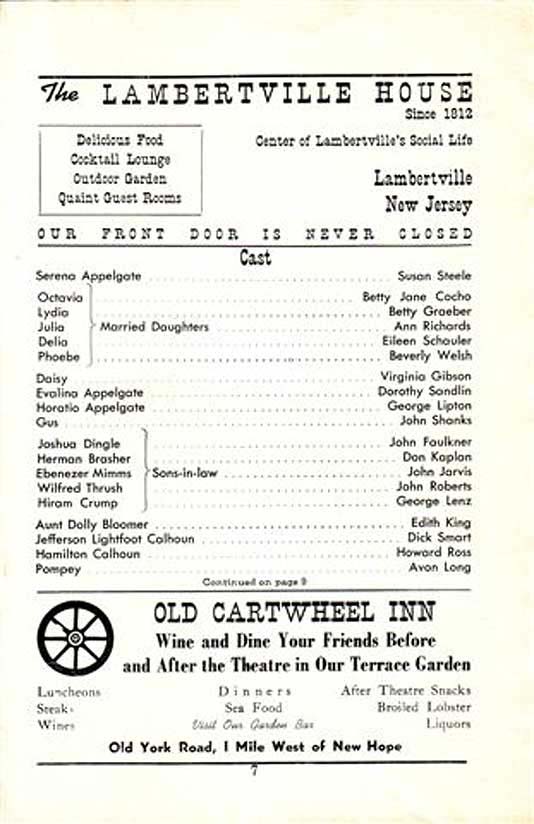 The LAMBERTVILLE HOUSE
Since 1812
Delicious Food
Cocktail Lounge
Outdoor Garden
Quaint Guest Rooms
Center of Lambertville's Social Life
Lambertville
New Jersey
OUR FRONT DOOR IS NEVER CLOSED
Cast
Serena Appelgate Susan Steele
Octavia Betty Jane Cocho
Lydia Betty Graeber
Julia Married Daughters Ann Richards
Delia Eileen Schauler
Phoebe Beverly Welsh
Daisy Virginia Gibson
Evalina Appelgate Dorothy Sandlin
Horatio Appelgate George Lipton
Gus John Shanks
Joshua Dingle John Faulkner
Herman Brasher Don Kaplan
Ebenezer Mimms Sons-in-law John Jarvis
Wilfred Thrush John Roberts
Hiram Crump George Lenz
Aunt Dolly Bloomer Edith King
Jefferson Lightfoot Calhoun Dick Smart
Hamilton Calhoun Howard Ross
Pompey Avon Long
Continued on page 9
OLD CARTWHEEL INN
Wine and Dine Your Friends Before
and After the Theatre in Our Terrace Garden
Luncheons Dinners After Theatre Snacks
Steaks Sea Food Broiled Lobster
Wines Visit Our Garden Bar Liquors
Old York Road, 1 Mile West of New Hope
7